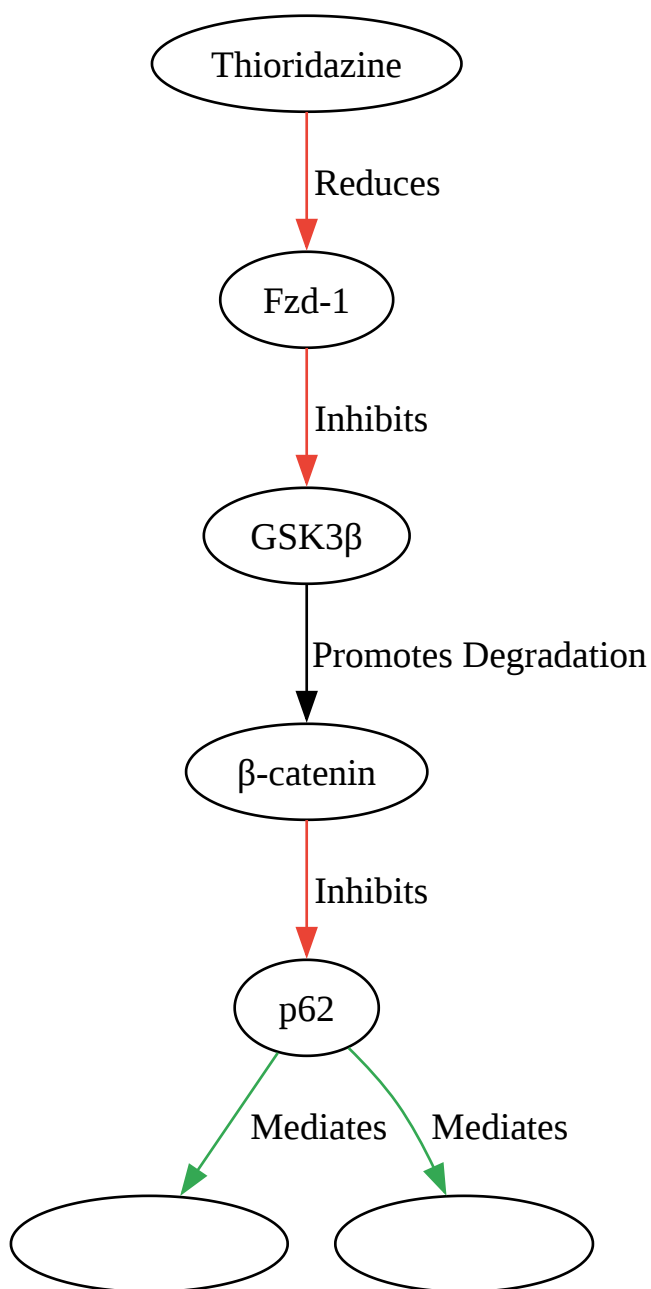 Thioridazine
Reduces
Fzd-1
Inhibits
GSK3β
Promotes Degradation
β-catenin
Inhibits
p62
Mediates
Mediates